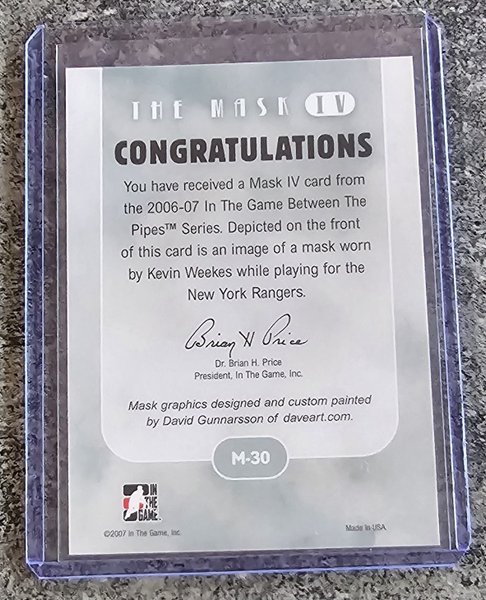 THE MASK IV
CONGRATULATIONS
You have received a Mask IV card from
the 2006-07 In The Game Between The
Pipes™ Series. Depicted on the front
of this card is an image of a mask worn
by Kevin Weekes while playing for the
New York Rangers.
Brian H Price
Dr. Brian H. Price
President, In The Game, Inc.
Mask graphics designed and custom painted
by David Gunnarsson of daveart.com.
M-30
IN
THE
GAME
©2007 In The Game, Inc.
Made In USA